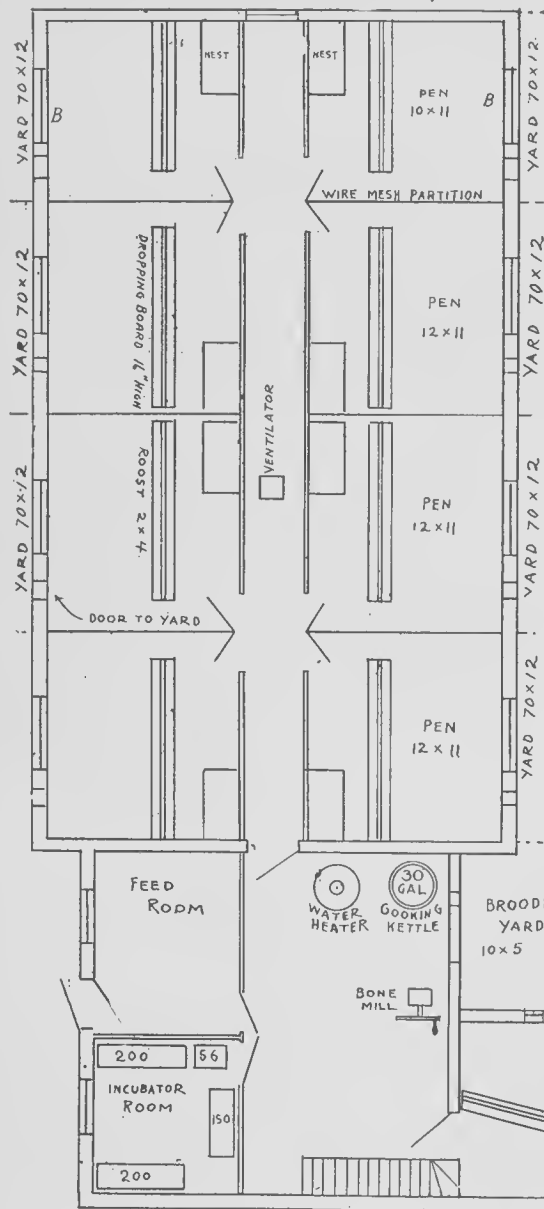 YARD 70×12
B
NEST
NEST
PEN
10×11
B
YARD 70×12
WIRE MESH PARTITION
YARD 70×12
DROPPING BOARD 16" HIGH
PEN
12×11
YARD 70×12
VENTILATOR
YARD 70×12
ROOST 2×4.
PEN
12×11
YARD 70×12
DOOR TO YARD
PEN
12×11
YARD 70×12
FEED
ROOM
WATER
HEATER
30
GAL
COOKING
KETTLE
BROOD
YARD
10×5
BONE
MILL
200
56
INCUBATOR
ROOM
150
200